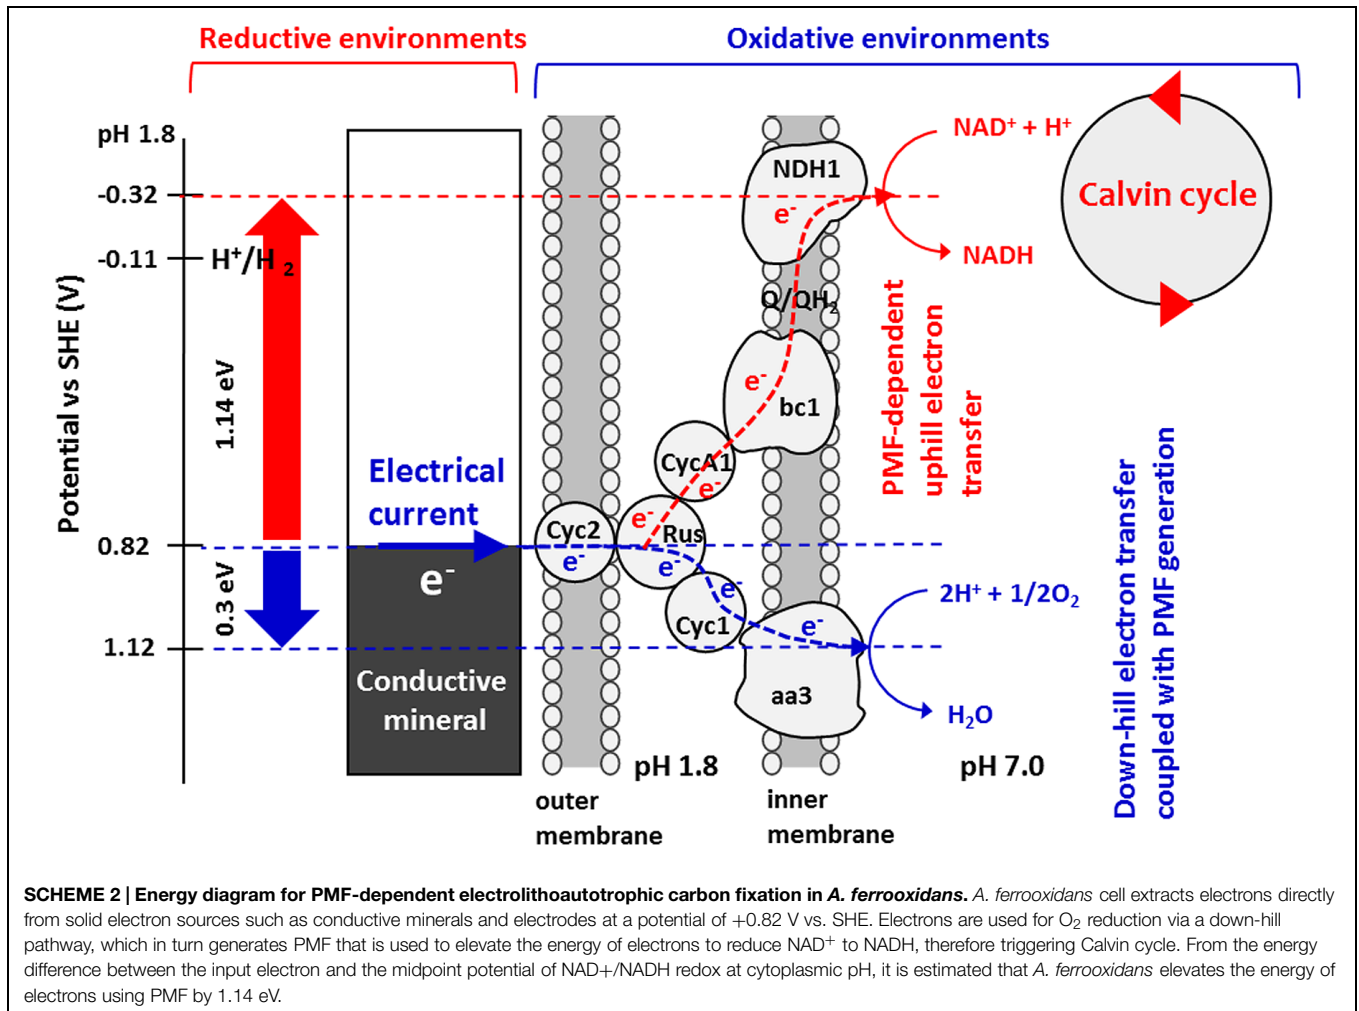 Reductive environments
Oxidative environments
pH 1.8
-0.32
-0.11
0.82
1.12
Potential vs SHE (V)
H⁺/H₂
1.14 eV
0.3 eV
Electrical
current
e⁻
Conductive
mineral
Cyc2
e⁻
e⁻
Rus
e⁻
CycA1
e⁻
Cyc1
e⁻
e⁻
bc1
Q/QH₂
NDH1
e⁻
e⁻
aa3
NAD⁺ + H⁺
NADH
Calvin cycle
PMF-dependent
uphill electron
transfer
2H⁺ + 1/2O₂
H₂O
Down-hill electron transfer
coupled with PMF generation
pH 1.8
pH 7.0
outer
membrane
inner
membrane
SCHEME 2 | Energy diagram for PMF-dependent electrolithoautotrophic carbon fixation in A. ferrooxidans. A. ferrooxidans cell extracts electrons directly
from solid electron sources such as conductive minerals and electrodes at a potential of +0.82 V vs. SHE. Electrons are used for O₂ reduction via a down-hill
pathway, which in turn generates PMF that is used to elevate the energy of electrons to reduce NAD⁺ to NADH, therefore triggering Calvin cycle. From the energy
difference between the input electron and the midpoint potential of NAD+/NADH redox at cytoplasmic pH, it is estimated that A. ferrooxidans elevates the energy of
electrons using PMF by 1.14 eV.